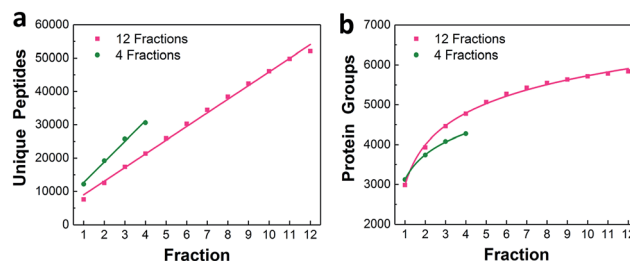 a
12 Fractions
4 Fractions
Unique Peptides
60000
50000
40000
30000
20000
10000
0
1 2 3 4 5 6 7 8 9 10 11 12
Fraction
b
12 Fractions
4 Fractions
Protein Groups
7000
6000
5000
4000
3000
2000
1 2 3 4 5 6 7 8 9 10 11 12
Fraction